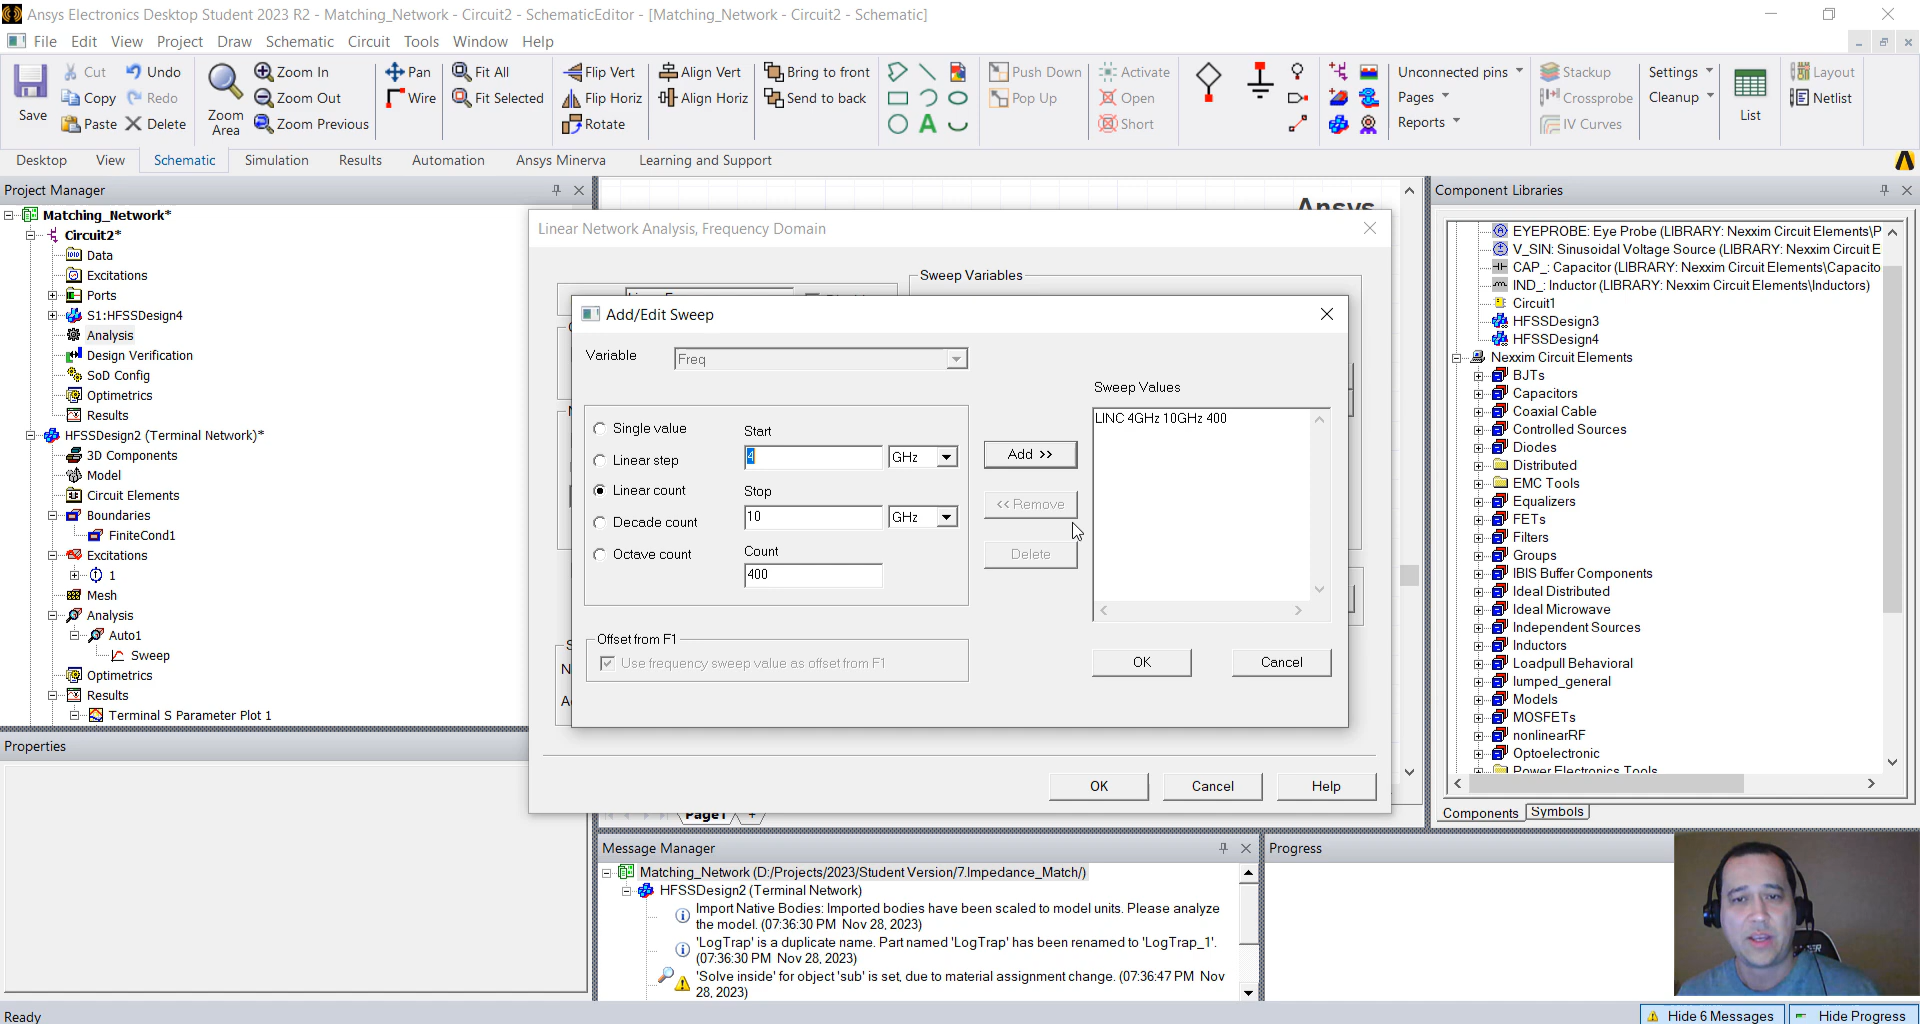 Ansys Electronics Desktop Student 2023 R2 - Matching_Network - Circuit2 - SchematicEditor - [Matching_Network - Circuit2 - Schematic]
File Edit View Project Draw Schematic Circuit Tools Window Help
Save
Cut
Copy
Paste
Undo
Redo
Delete
Zoom Area
Zoom In
Zoom Out
Zoom Previous
Pan
Wire
Fit All
Fit Selected
Flip Vert
Flip Horiz
Rotate
Align Vert
Align Horiz
Bring to front
Send to back
Push Down
Pop Up
Activate
Open
Short
Unconnected pins
Pages
Reports
Stackup
Crossprobe
IV Curves
Settings
Cleanup
List
Layout
Netlist
Desktop View Schematic Simulation Results Automation Ansys Minerva Learning and Support
Project Manager
Matching_Network*
Circuit2*
Data
Excitations
Ports
S1:HFSSDesign4
Analysis
Design Verification
SoD Config
Optimetrics
Results
HFSSDesign2 (Terminal Network)*
3D Components
Model
Circuit Elements
Boundaries
FiniteCond1
Excitations
1
Mesh
Analysis
Auto1
Sweep
Optimetrics
Results
Terminal S Parameter Plot 1
Properties
Ansys
Linear Network Analysis, Frequency Domain
Sweep Variables
Add/Edit Sweep
Variable
Freq
Sweep Values
LINC 4GHz 10GHz 400
Single value
Linear step
Linear count
Decade count
Octave count
Start
4
GHz
Stop
10
GHz
Count
400
Add >>
<< Remove
Delete
Offset from F1
Use frequency sweep value as offset from F1
OK
Cancel
OK
Cancel
Help
Page1
+
Message Manager
Matching_Network (D:/Projects/2023/Student Version/7.Impedance_Match/)
HFSSDesign2 (Terminal Network)
Import Native Bodies: Imported bodies have been scaled to model units. Please analyze
the model. (07:36:30 PM Nov 28, 2023)
'LogTrap' is a duplicate name. Part named 'LogTrap' has been renamed to 'LogTrap_1'.
(07:36:30 PM Nov 28, 2023)
'Solve inside' for object 'sub' is set, due to material assignment change. (07:36:47 PM Nov
28, 2023)
Progress
Component Libraries
EYEPROBE: Eye Probe (LIBRARY: Nexxim Circuit Elements\P
V_SIN: Sinusoidal Voltage Source (LIBRARY: Nexxim Circuit E
CAP_: Capacitor (LIBRARY: Nexxim Circuit Elements\Capacito
IND_: Inductor (LIBRARY: Nexxim Circuit Elements\Inductors)
Circuit1
HFSSDesign3
HFSSDesign4
Nexxim Circuit Elements
BJTs
Capacitors
Coaxial Cable
Controlled Sources
Diodes
Distributed
EMC Tools
Equalizers
FETs
Filters
Groups
IBIS Buffer Components
Ideal Distributed
Ideal Microwave
Independent Sources
Inductors
Loadpull Behavioral
lumped_general
Models
MOSFETs
nonlinearRF
Optoelectronic
Power Electronics Tools
Components Symbols
Ready
Hide 6 Messages
Hide Progress